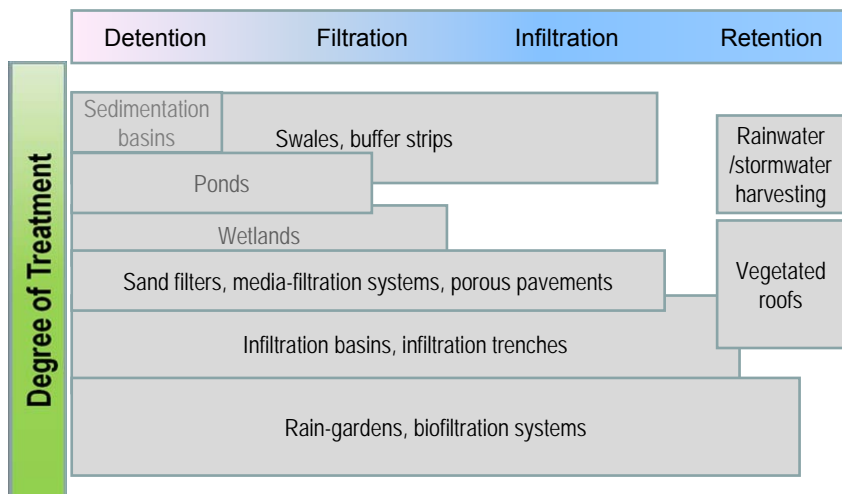 Detention Filtration Infiltration Retention
Degree of Treatment
Sedimentation
basins
Swales, buffer strips
Rainwater
/stormwater
harvesting
Ponds
Wetlands
Vegetated
roofs
Sand filters, media-filtration systems, porous pavements
Infiltration basins, infiltration trenches
Rain-gardens, biofiltration systems